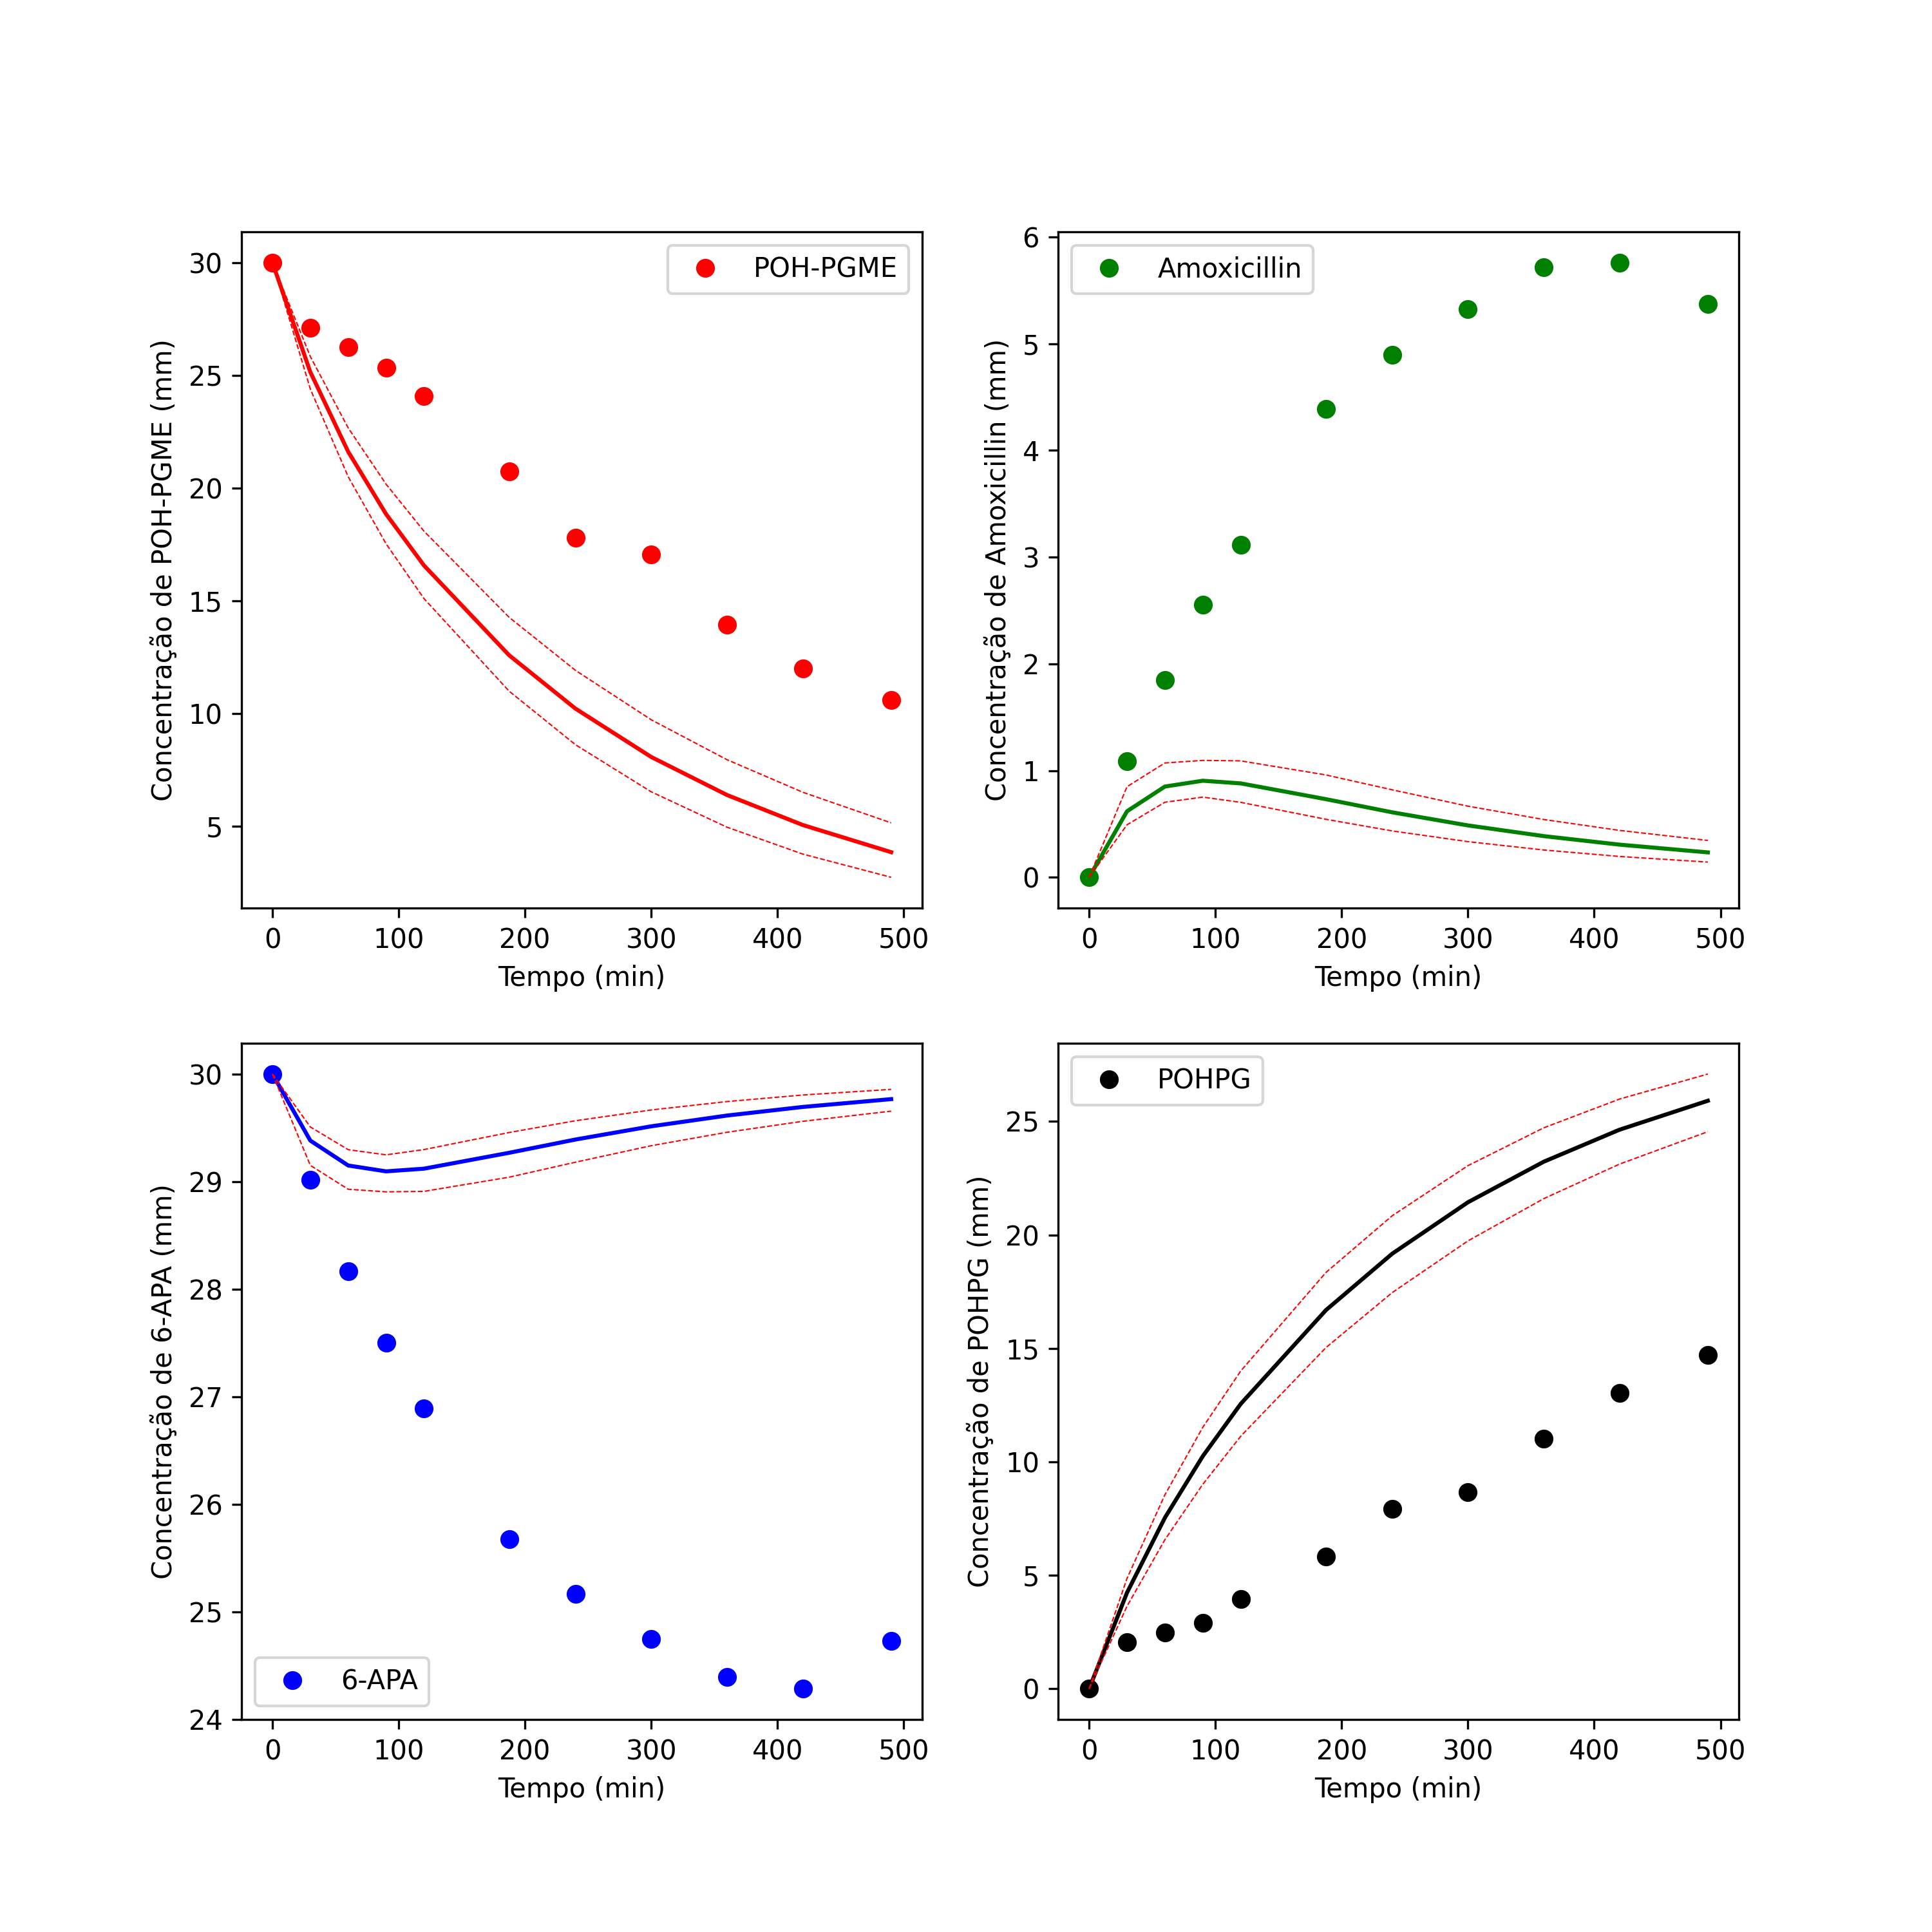 POH-PGME
Concentração de POH-PGME (mm)
30
25
20
15
10
5
0 100 200 300 400 500
Tempo (min)
Amoxicillin
Concentração de Amoxicillin (mm)
6
5
4
3
2
1
0
0 100 200 300 400 500
Tempo (min)
6-APA
Concentração de 6-APA (mm)
30
29
28
27
26
25
24
0 100 200 300 400 500
Tempo (min)
POHPG
Concentração de POHPG (mm)
25
20
15
10
5
0
0 100 200 300 400 500
Tempo (min)